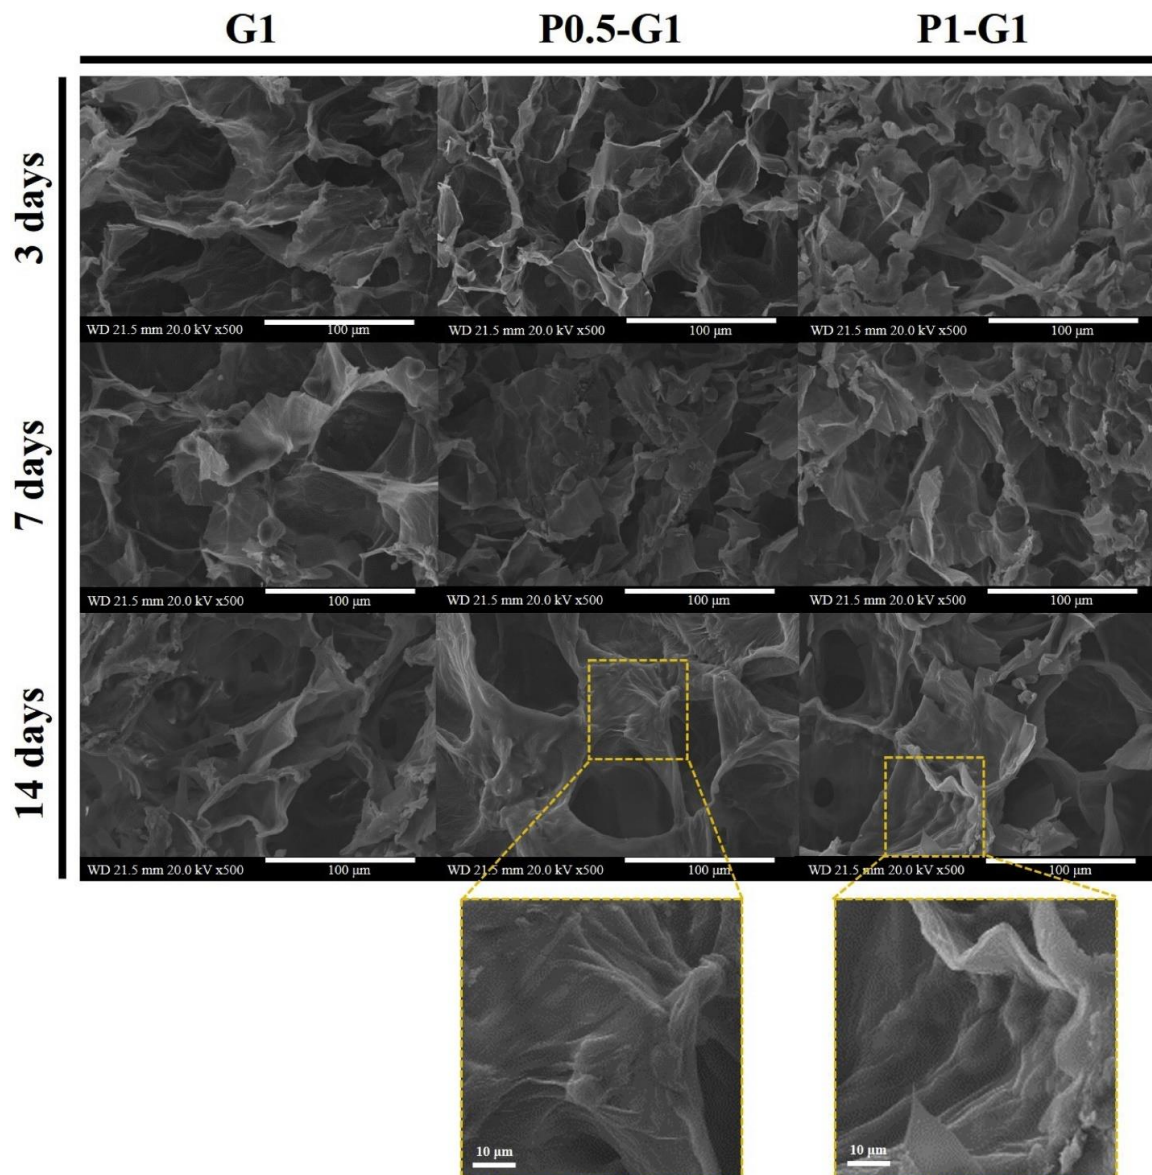 G1 P0.5-G1 P1-G1
3 days
WD 21.5 mm 20.0 kV x500 100 µm WD 21.5 mm 20.0 kV x500 100 µm WD 21.5 mm 20.0 kV x500 100 µm
7 days
WD 21.5 mm 20.0 kV x500 100 µm WD 21.5 mm 20.0 kV x500 100 µm WD 21.5 mm 20.0 kV x500 100 µm
14 days
WD 21.5 mm 20.0 kV x500 100 µm WD 21.5 mm 20.0 kV x500 100 µm WD 21.5 mm 20.0 kV x500 100 µm
10 µm 10 µm